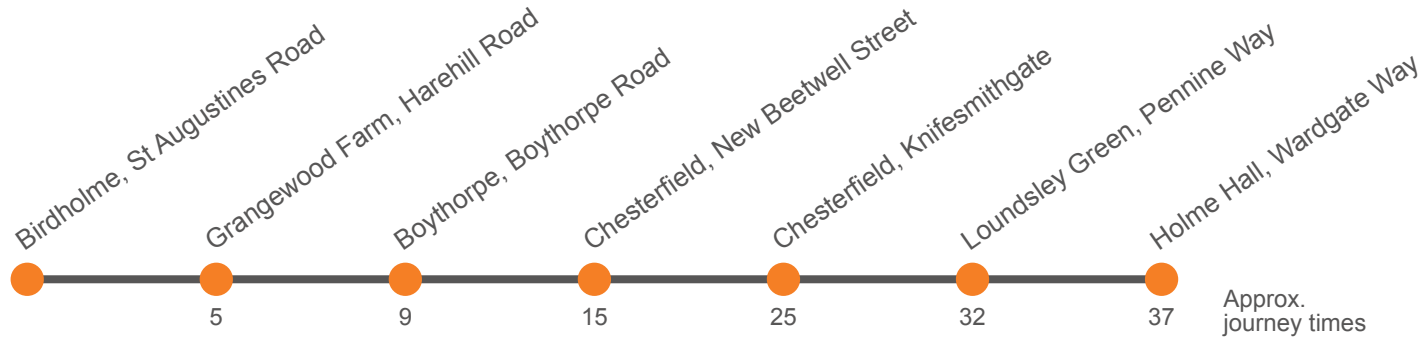 Birdholme, St Augustines Road
Grangewood Farm, Harehill Road
Boythorpe, Boythorpe Road
Chesterfield, New Beetwell Street
Chesterfield, Knifesmithgate
Loundsley Green, Pennine Way
Holme Hall, Wardgate Way
5
9
15
25
32
37
Approx.
journey times